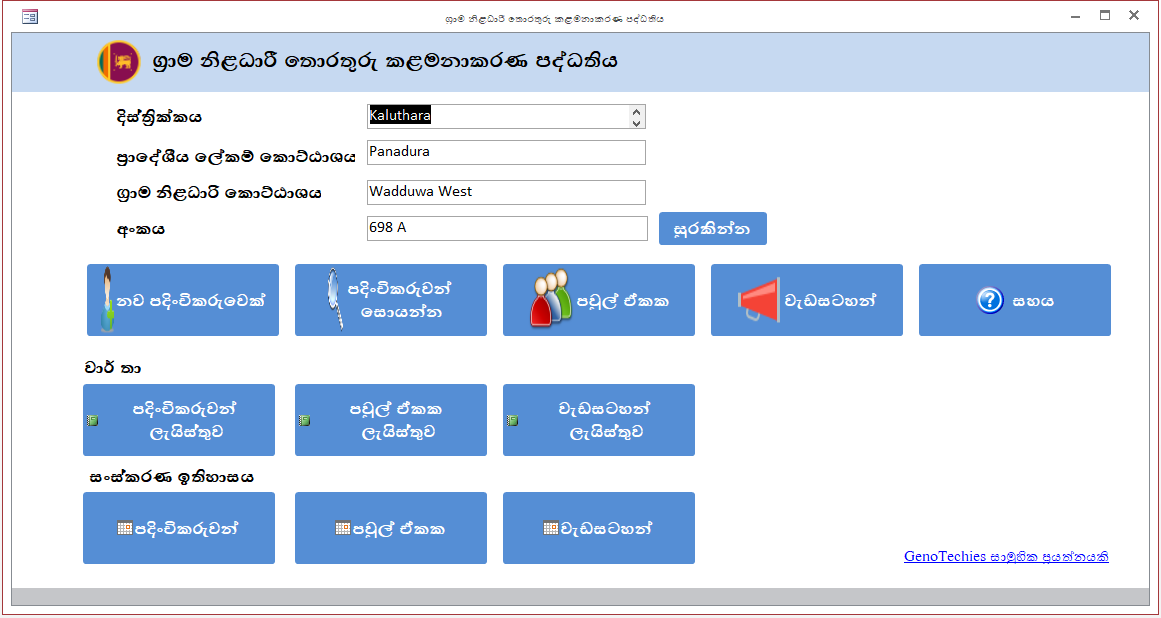 ග්‍රාම නිළධාරී තොරතුරු කළමනාකරණ පද්ධතිය
ග්‍රාම නිළධාරී තොරතුරු කළමනාකරණ පද්ධතිය
දිස්ත්‍රික්කය
Kaluthara
ප්‍රාදේශීය ලේකම් කොට්ඨාශය
Panadura
ග්‍රාම නිළධාරි කොට්ඨාශය
Wadduwa West
අංකය
698 A
සුරකින්න
නව පදිංචිකරුවෙක්
පදිංචිකරුවන්
සොයන්න
පවුල් ඒකක
වැඩසටහන්
සහය
වාර් තා
පදිංචිකරුවන්
ලැයිස්තුව
පවුල් ඒකක
ලැයිස්තුව
වැඩසටහන්
ලැයිස්තුව
සංස්කරණ ඉතිහාසය
පදිංචිකරුවන්
පවුල් ඒකක
වැඩසටහන්
GenoTechies සාමුහික ප්‍රයත්නයකි